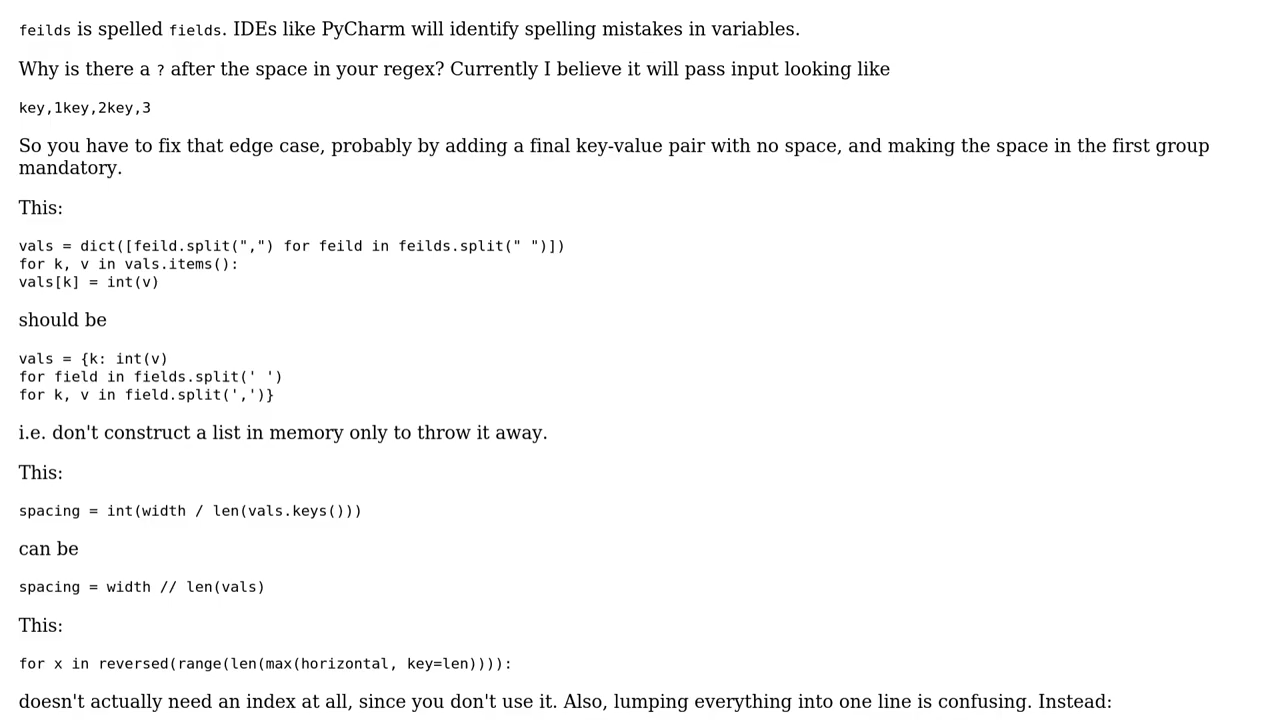 feilds is spelled fields. IDEs like PyCharm will identify spelling mistakes in variables.
Why is there a ? after the space in your regex? Currently I believe it will pass input looking like
key,1key,2key,3
So you have to fix that edge case, probably by adding a final key-value pair with no space, and making the space in the first group
mandatory.
This:
vals = dict([feild.split(",") for feild in feilds.split(" ")])
for k, v in vals.items():
vals[k] = int(v)
should be
vals = {k: int(v)
for field in fields.split(' ')
for k, v in field.split(',')}
i.e. don't construct a list in memory only to throw it away.
This:
spacing = int(width / len(vals.keys()))
can be
spacing = width // len(vals)
This:
for x in reversed(range(len(max(horizontal, key=len)))):
doesn't actually need an index at all, since you don't use it. Also, lumping everything into one line is confusing. Instead: